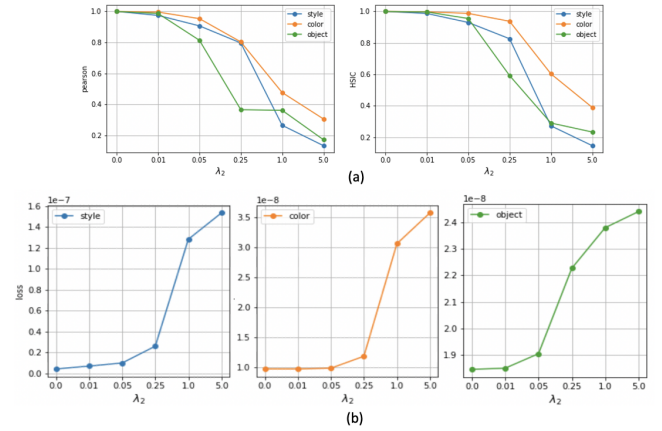 1.0
0.8
0.6
0.4
0.2
pearson
0.0 0.01 0.05 0.25 1.0 5.0
λ2
style
color
object
1.0
0.8
0.6
0.4
0.2
HSIC
0.0 0.01 0.05 0.25 1.0 5.0
λ2
style
color
object
(a)
1e-7
1.6
1.4
1.2
1.0
0.8
0.6
0.4
0.2
0.0
loss
style
0.0 0.01 0.05 0.25 1.0 5.0
λ2
1e-8
3.5
3.0
2.5
2.0
1.5
1.0
color
0.0 0.01 0.05 0.25 1.0 5.0
λ2
1e-8
2.4
2.3
2.2
2.1
2.0
1.9
object
0.0 0.01 0.05 0.25 1.0 5.0
λ2
(b)